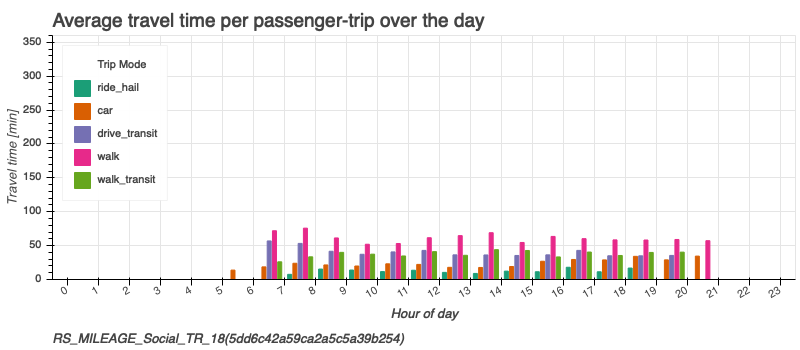 Average travel time per passenger-trip over the day
Travel time [min]
350
300
250
200
150
100
50
0
Trip Mode
ride_hail
car
drive_transit
walk
walk_transit
0 1 2 3 4 5 6 7 8 9 10 11 12 13 14 15 16 17 18 19 20 21 22 23
Hour of day
RS_MILEAGE_Social_TR_18(5dd6c42a59ca2a5c5a39b254)